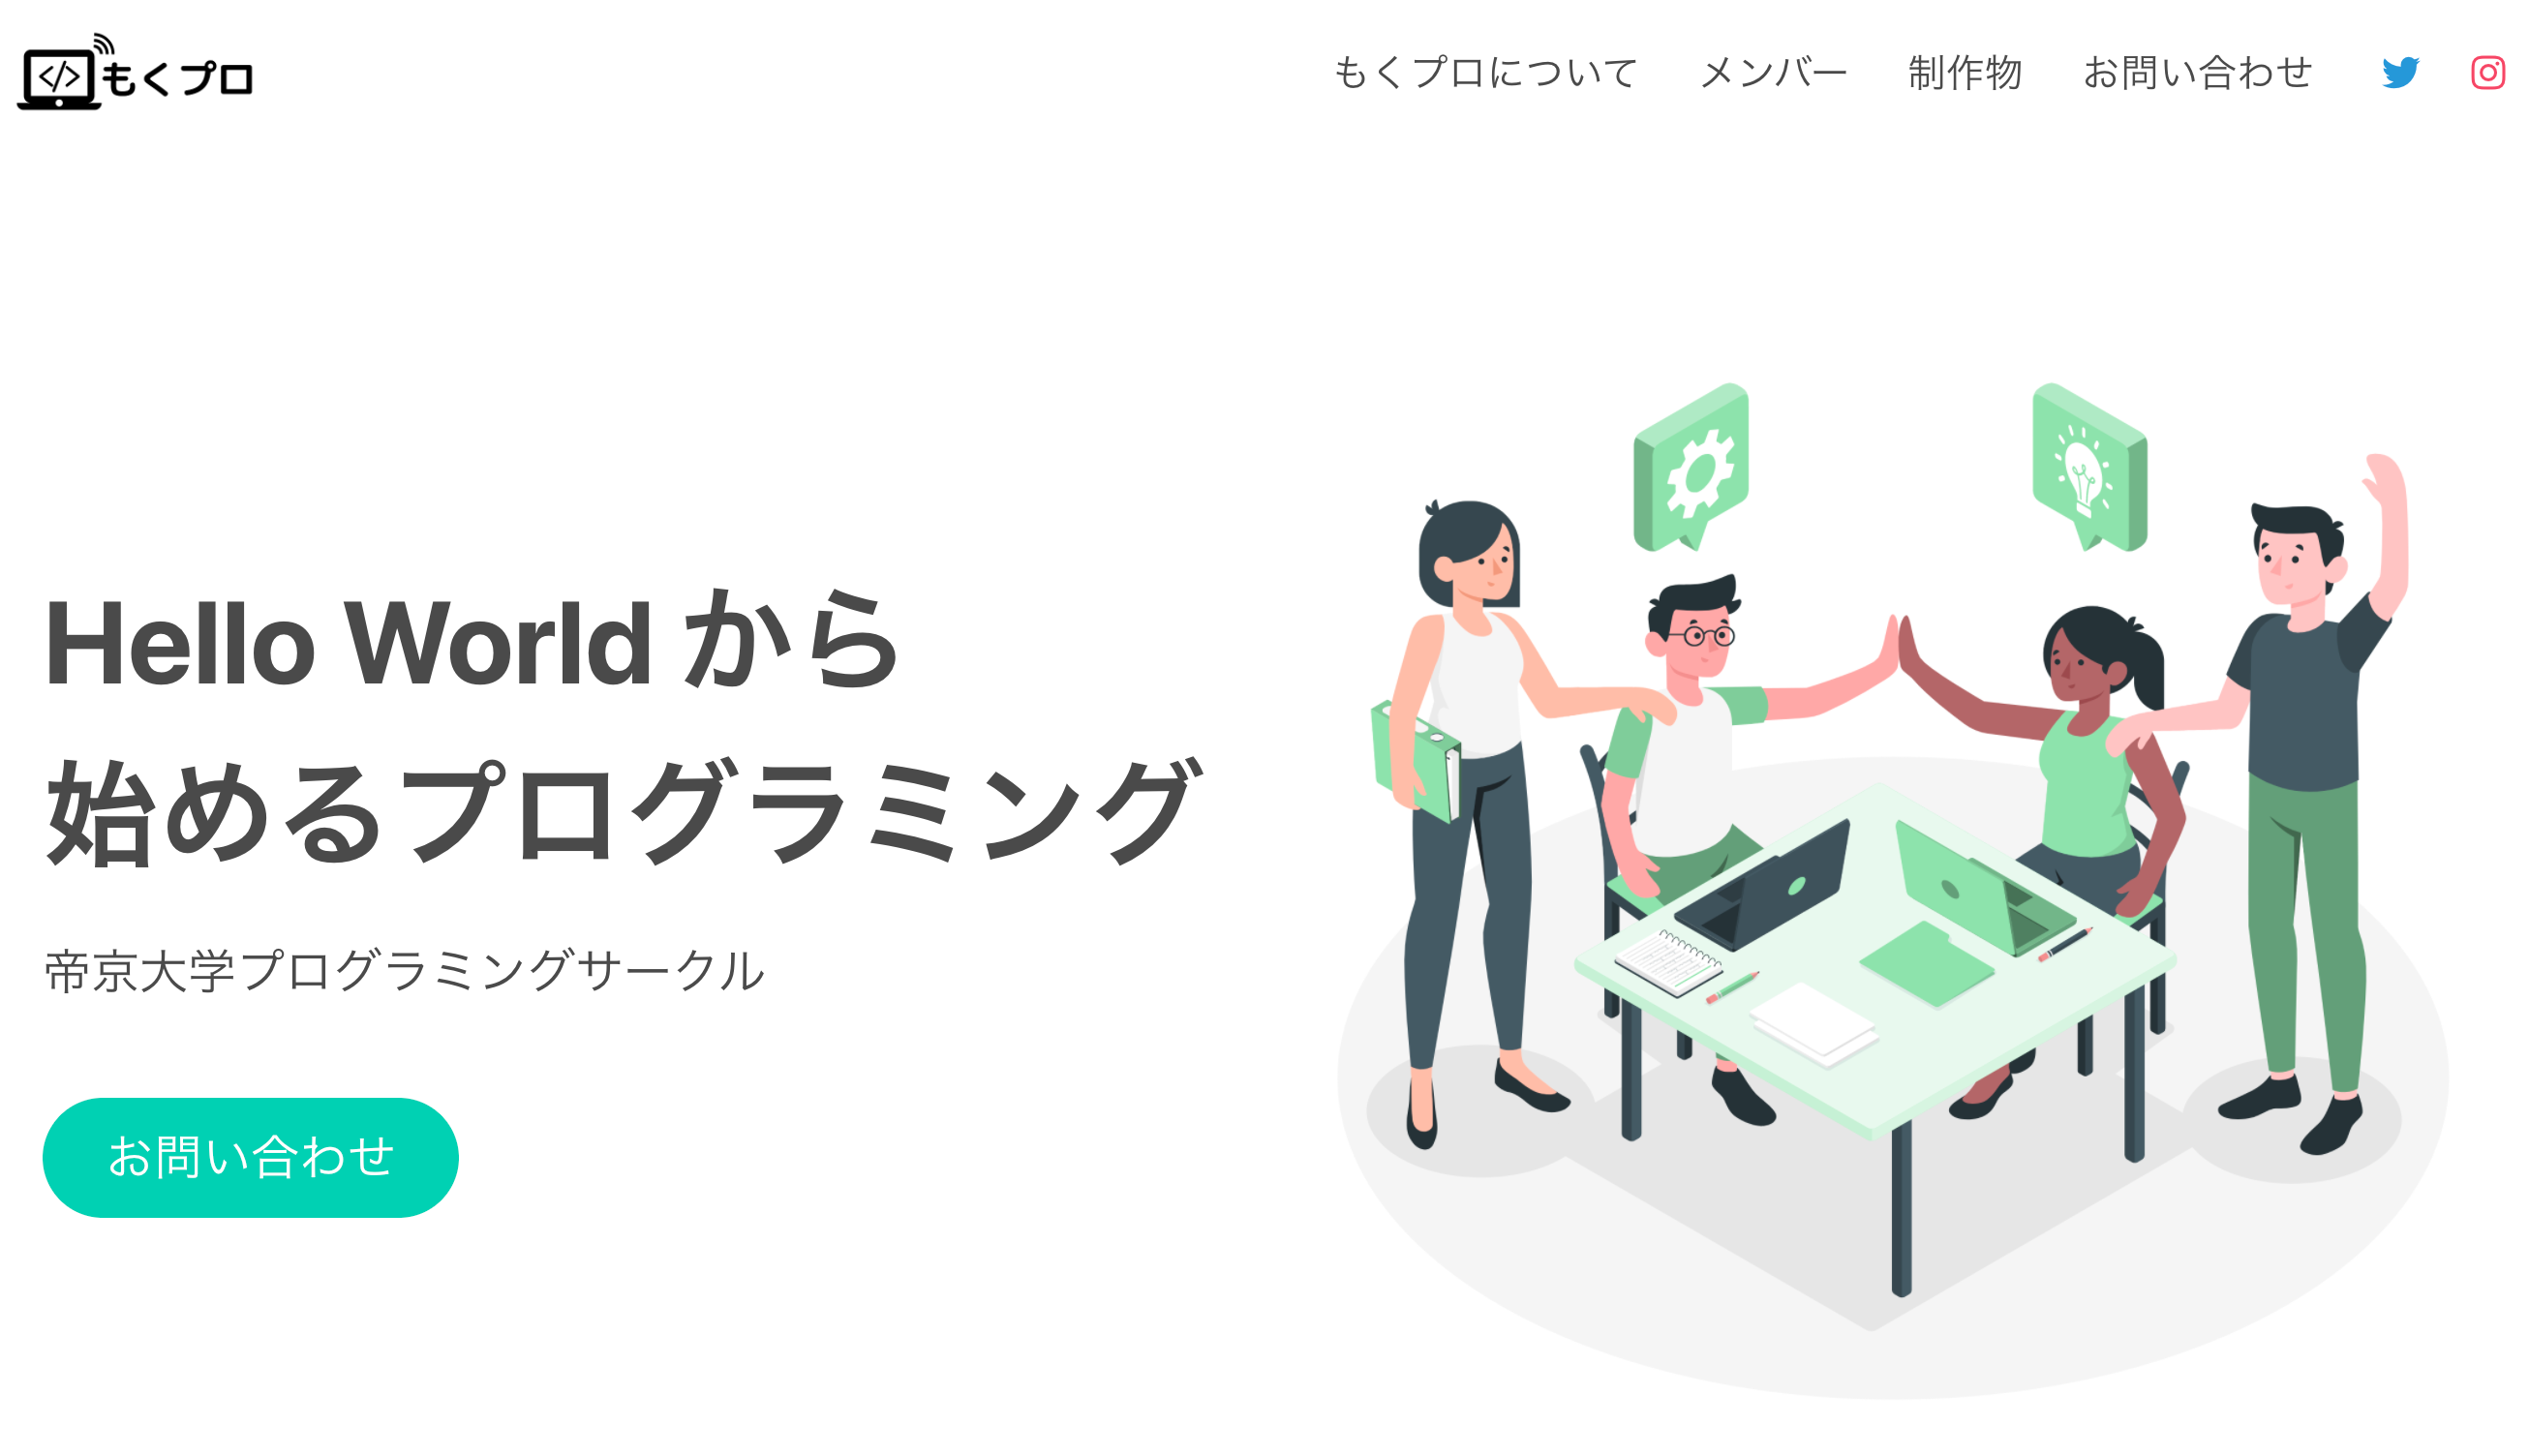 もくプロ
もくプロについて メンバー 制作物 お問い合わせ
Hello World から
始めるプログラミング
帝京大学プログラミングサークル
お問い合わせ